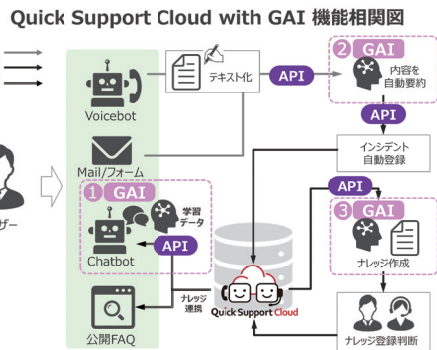 Quick Support Cloud with GAI 機能相関図
Voicebot
テキスト化
API
2 GAI
内容を
自動要約
API
Mail/フォーム
インシデント
自動登録
1 GAI
学習
データ
API
Chatbot
API
3 GAI
ナレッジ作成
ザー
ナレッジ
連携
Quick Support Cloud
公開FAQ
ナレッジ登録判断